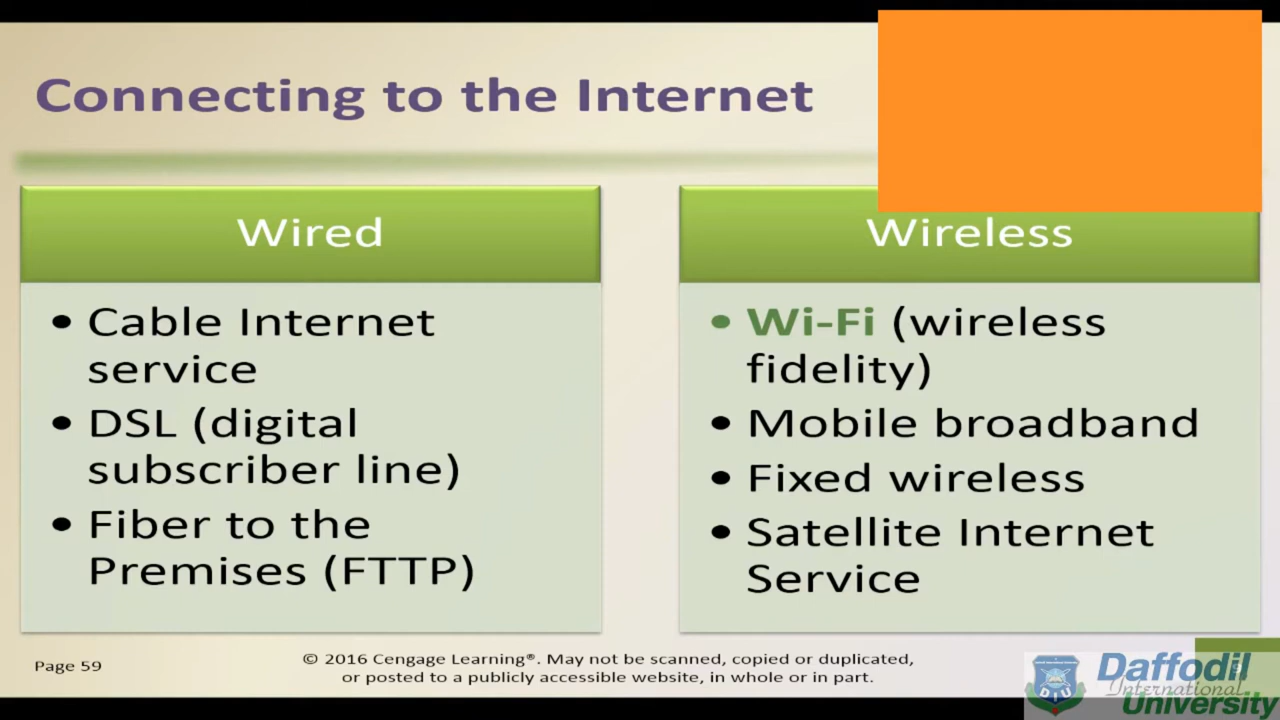 Connecting to the Internet
Wired
• Cable Internet
service
• DSL (digital
subscriber line)
• Fiber to the
Premises (FTTP)
Wireless
• Wi-Fi (wireless
fidelity)
• Mobile broadband
• Fixed wireless
• Satellite Internet
Service
Page 59
© 2016 Cengage Learning®. May not be scanned, copied or duplicated,
or posted to a publicly accessible website, in whole or in part.
DIU
Daffodil
International
University